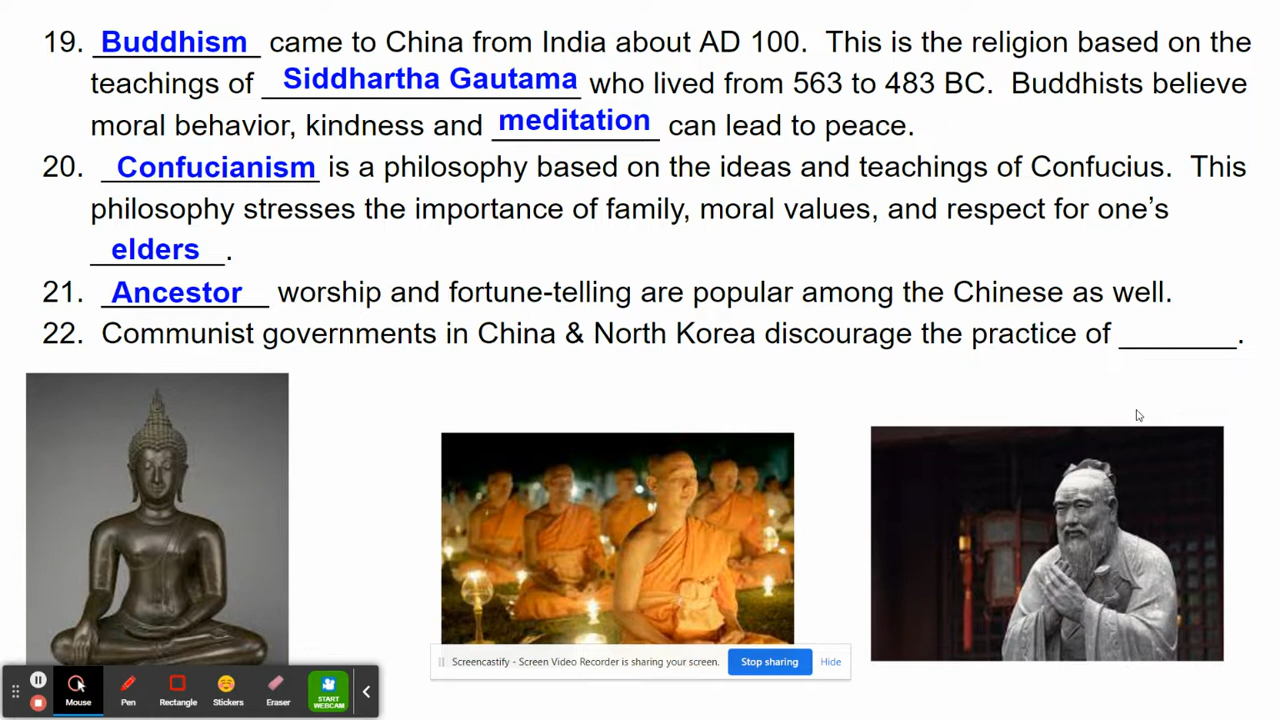 19. Buddhism came to China from India about AD 100. This is the religion based on the
teachings of Siddhartha Gautama who lived from 563 to 483 BC. Buddhists believe
moral behavior, kindness and meditation can lead to peace.
20. Confucianism is a philosophy based on the ideas and teachings of Confucius. This
philosophy stresses the importance of family, moral values, and respect for one’s
elders.
21. Ancestor worship and fortune-telling are popular among the Chinese as well.
22. Communist governments in China & North Korea discourage the practice of _______.
Screencastify - Screen Video Recorder is sharing your screen. Stop sharing Hide
Mouse Pen Rectangle Stickers Eraser START WEBCAM